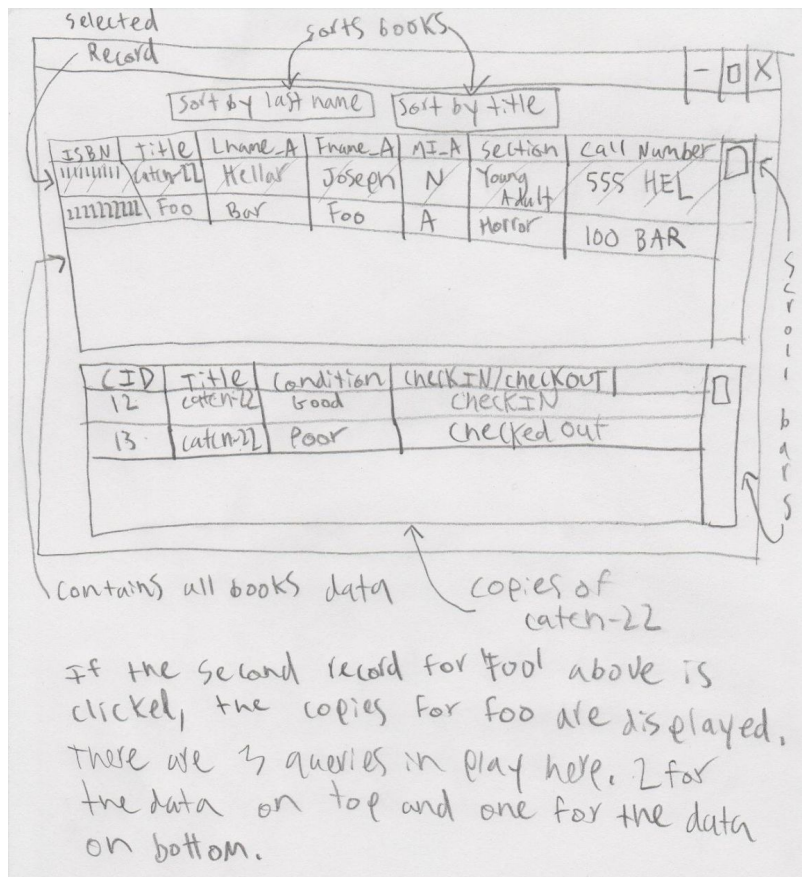 selected
Record
sorts books
- □ X
Sort by last name
Sort by title
ISBN Title Lname_A Fname_A MI_A Section Call Number
1111111111 Catch-22 Hellar Joseph N Young Adult 555 HEL
2222222222 Foo Bar Foo A Horror 100 BAR
Scroll bars
CID Title Condition CheckIN/CheckOUT
12 Catch-22 Good CheckIN
13 Catch-22 Poor Checked out
Contains all books data
copies of
catch-22
If the second record for 'Foo' above is
clicked, the copies for foo are displayed.
There are 3 queries in play here. 2 for
the data on top and one for the data
on bottom.